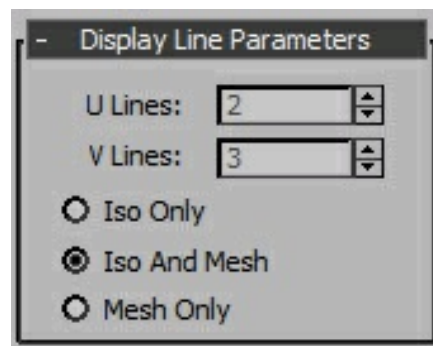 - Display Line Parameters
U Lines: 2
V Lines: 3
Iso Only
Iso And Mesh
Mesh Only